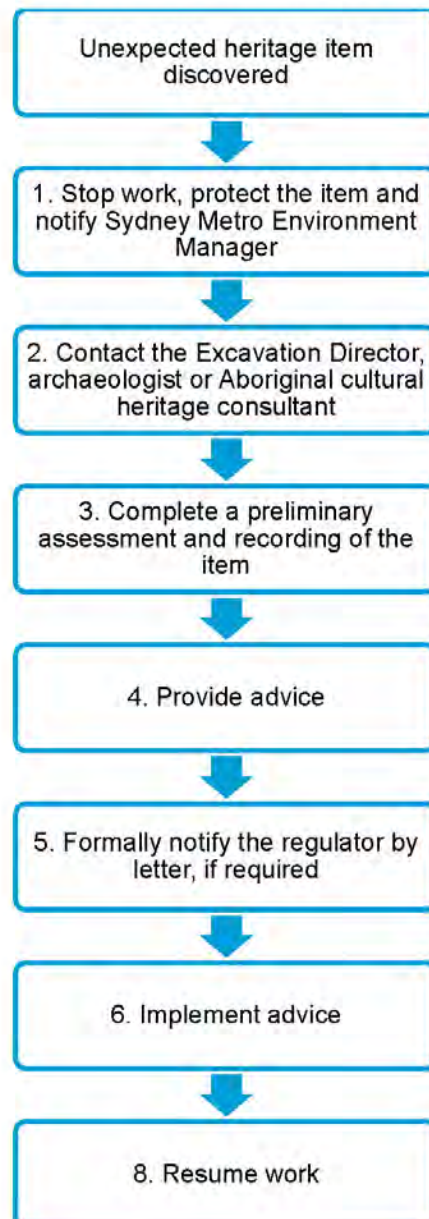 Unexpected heritage item
discovered
1. Stop work, protect the item and
notify Sydney Metro Environment
Manager
2. Contact the Excavation Director,
archaeologist or Aboriginal cultural
heritage consultant
3. Complete a preliminary
assessment and recording of the
item
4. Provide advice
5. Formally notify the regulator by
letter, if required
6. Implement advice
8. Resume work